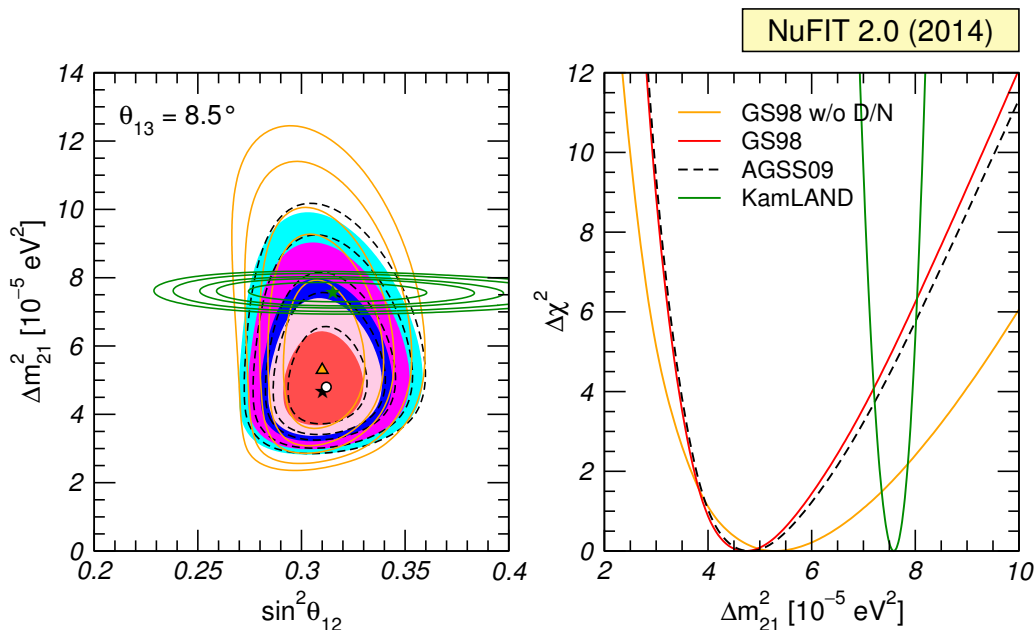 NuFIT 2.0 (2014)
θ₁₃ = 8.5°
14
12
10
8
6
4
2
0
Δm²₂₁ [10⁻⁵ eV²]
0.2 0.25 0.3 0.35 0.4
sin²θ₁₂
GS98 w/o D/N
GS98
AGSS09
KamLAND
12
10
8
6
4
2
0
Δχ²
2 4 6 8 10
Δm²₂₁ [10⁻⁵ eV²]